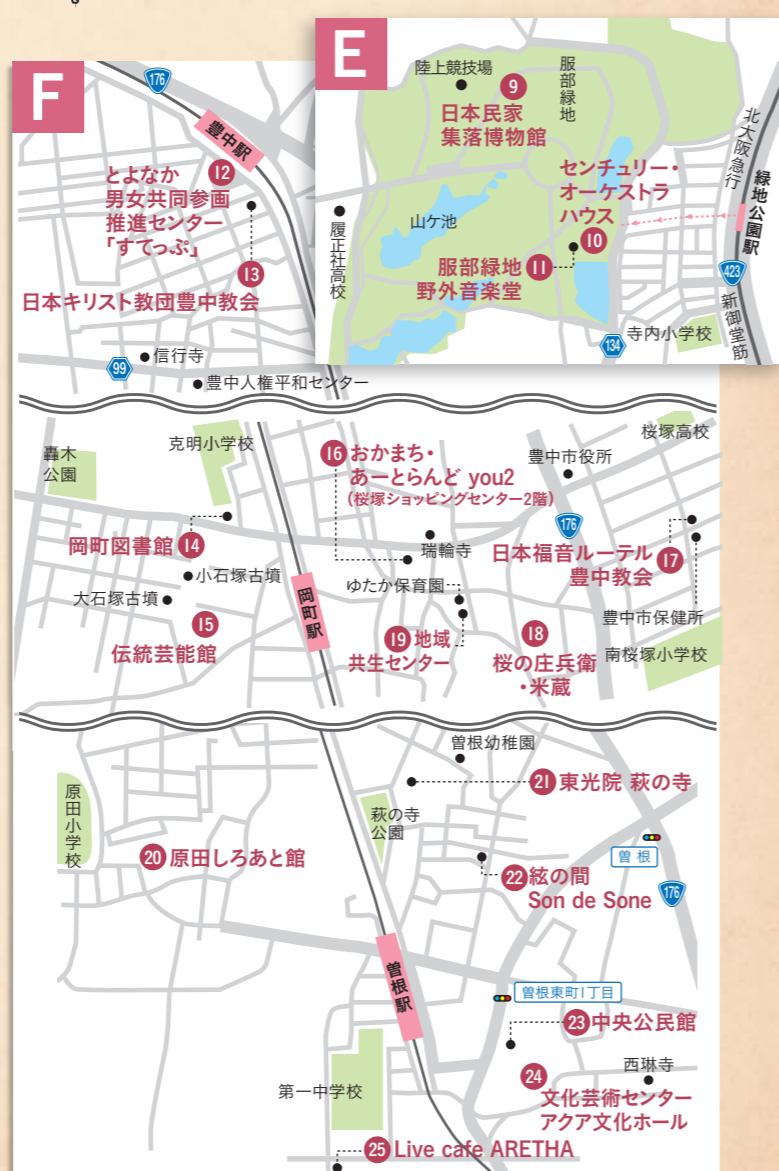 F
176
豊中駅
12
とよなか
男女共同参画
推進センター
「すてっぷ」
13
日本キリスト教団豊中教会
信行寺
99
豊中人権平和センター
E
陸上競技場
9
日本民家
集落博物館
服部緑地
センチュリー・
オーケストラ
ハウス
10
山ケ池
履正社高校
服部緑地
野外音楽堂
11
北大阪急行
緑地公園駅
423
新御堂筋
134
寺内小学校
轟木
公園
克明小学校
16
おかまち・
あーとらんど you2
(桜塚ショッピングセンター2階)
豊中市役所
桜塚高校
176
岡町図書館
14
瑞輪寺
日本福音ルーテル
豊中教会
17
小石塚古墳
大石塚古墳
岡町駅
ゆたか保育園
15
伝統芸能館
19
地域
共生センター
18
桜の庄兵衛
・米蔵
豊中市保健所
南桜塚小学校
曽根幼稚園
21
東光院 萩の寺
原田小学校
萩の寺
公園
20
原田しろあと館
曽根
22
絃の間
Son de Sone
176
曽根駅
曽根東町1丁目
23
中央公民館
24
文化芸術センター
アクア文化ホール
西琳寺
第一中学校
25
Live cafe ARETHA